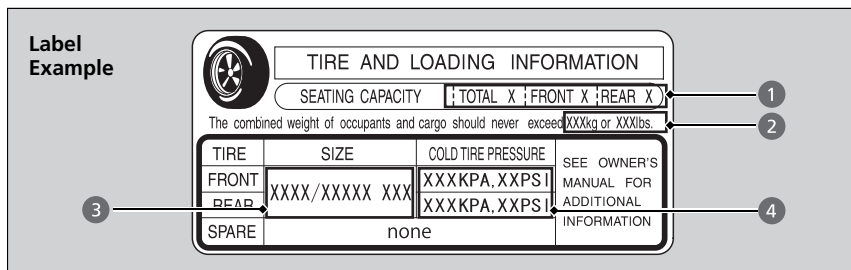 Label
Example
TIRE AND LOADING INFORMATION
SEATING CAPACITY TOTAL X FRONT X REAR X
1
The combined weight of occupants and cargo should never exceed XXXkg or XXXlbs.
2
TIRE SIZE COLD TIRE PRESSURE
FRONT XXXX/XXXXX XXX XXXKPA, XXPSI
REAR XXXKPA, XXPSI
SPARE none
SEE OWNER'S
MANUAL FOR
ADDITIONAL
INFORMATION
3
4